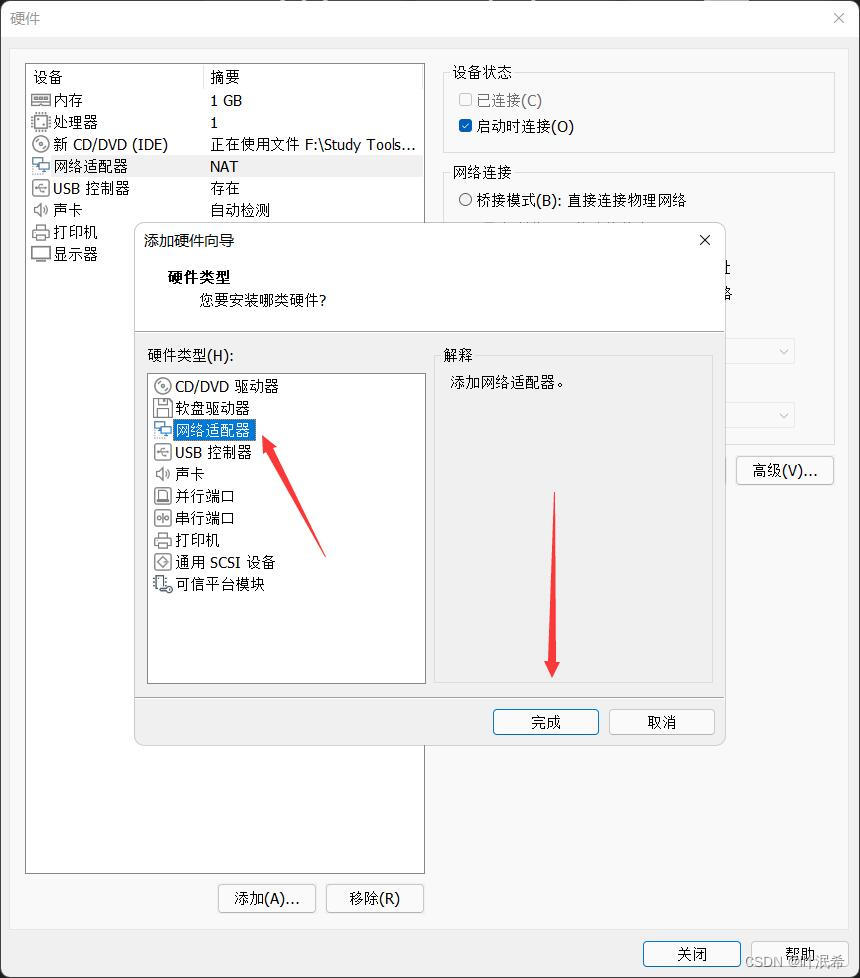 硬件
设备 摘要
内存 1 GB
处理器 1
新 CD/DVD (IDE) 正在使用文件 F:\Study Tools...
网络适配器 NAT
USB 控制器 存在
声卡 自动检测
打印机
显示器
设备状态
已连接(C)
启动时连接(O)
网络连接
桥接模式(B): 直接连接物理网络
高级(V)...
添加硬件向导
硬件类型
您要安装哪类硬件?
硬件类型(H):
CD/DVD 驱动器
软盘驱动器
网络适配器
USB 控制器
声卡
并行端口
串行端口
打印机
通用 SCSI 设备
可信平台模块
解释
添加网络适配器。
完成 取消
添加(A)... 移除(R)
关闭 帮助
CSDN @叶泯希